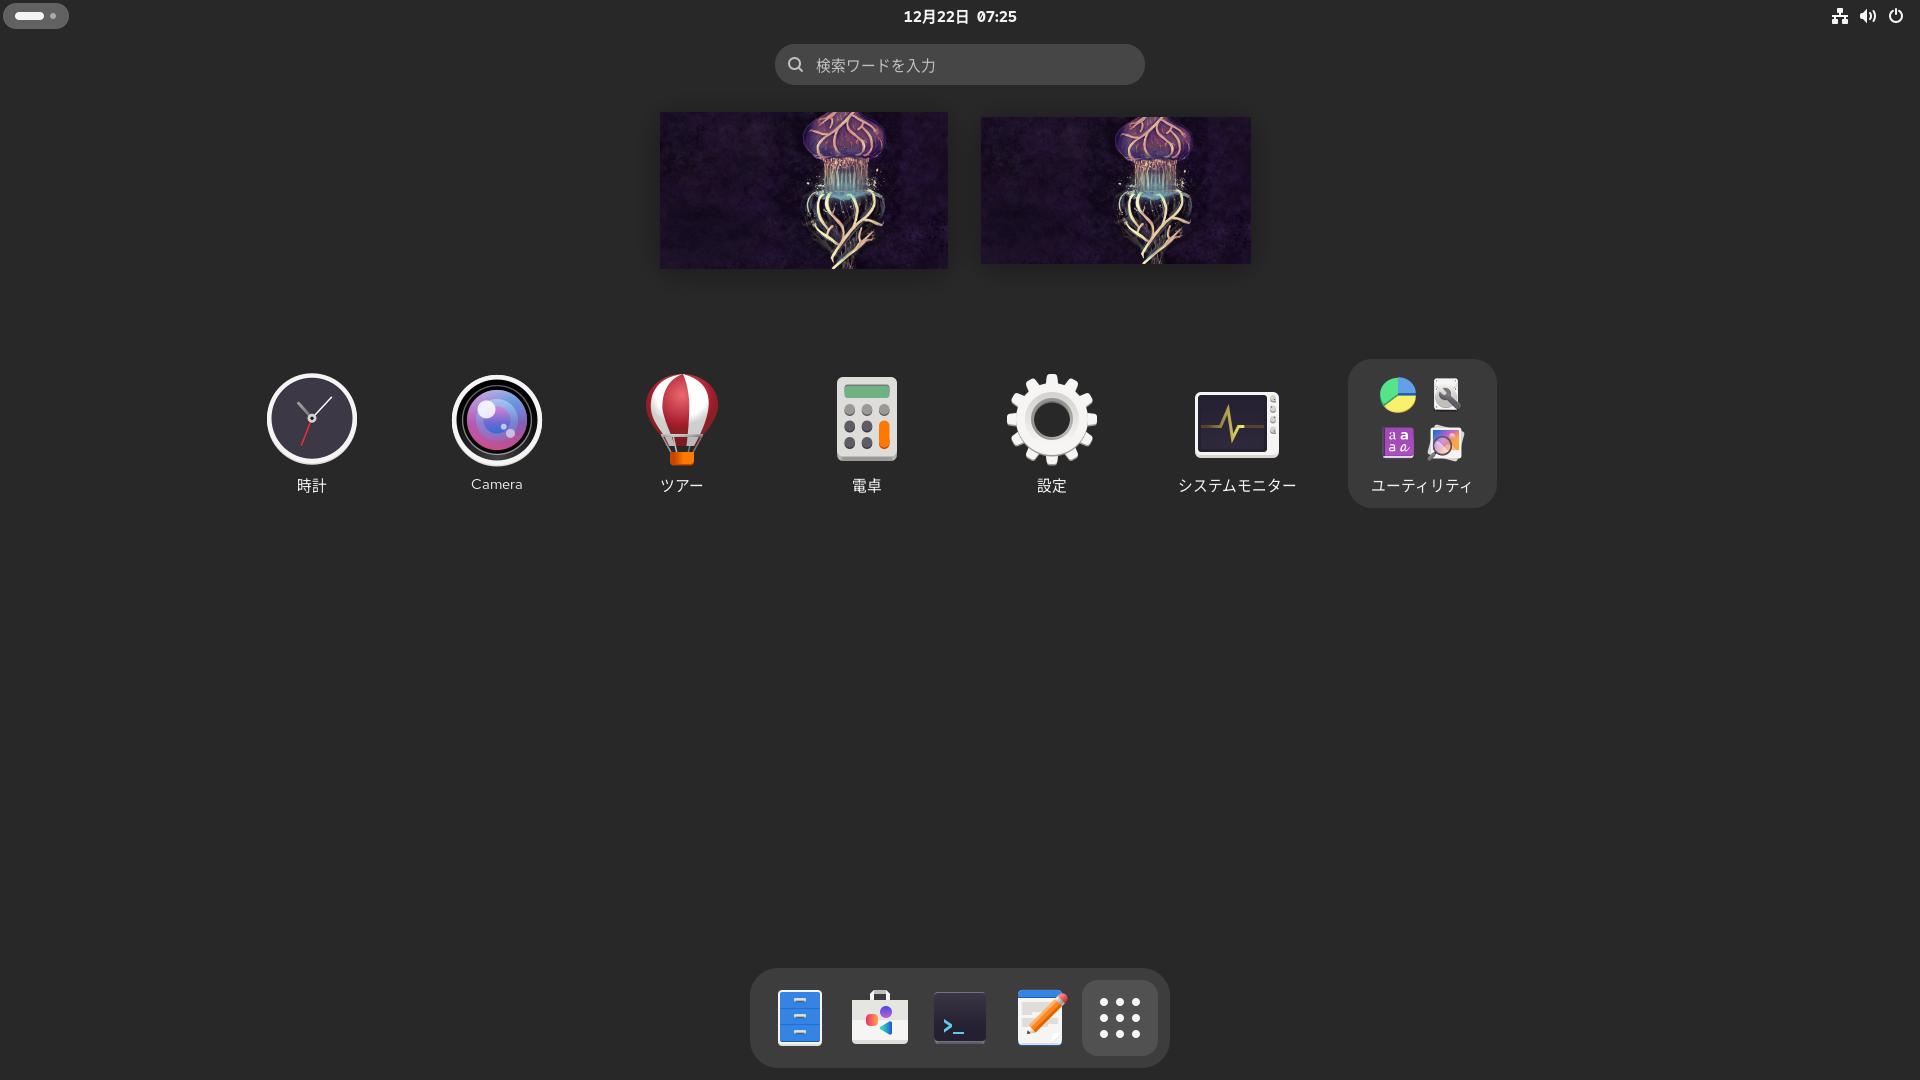 12月22日 07:25
検索ワードを入力
時計
Camera
ツアー
電卓
設定
システムモニター
ユーティリティ